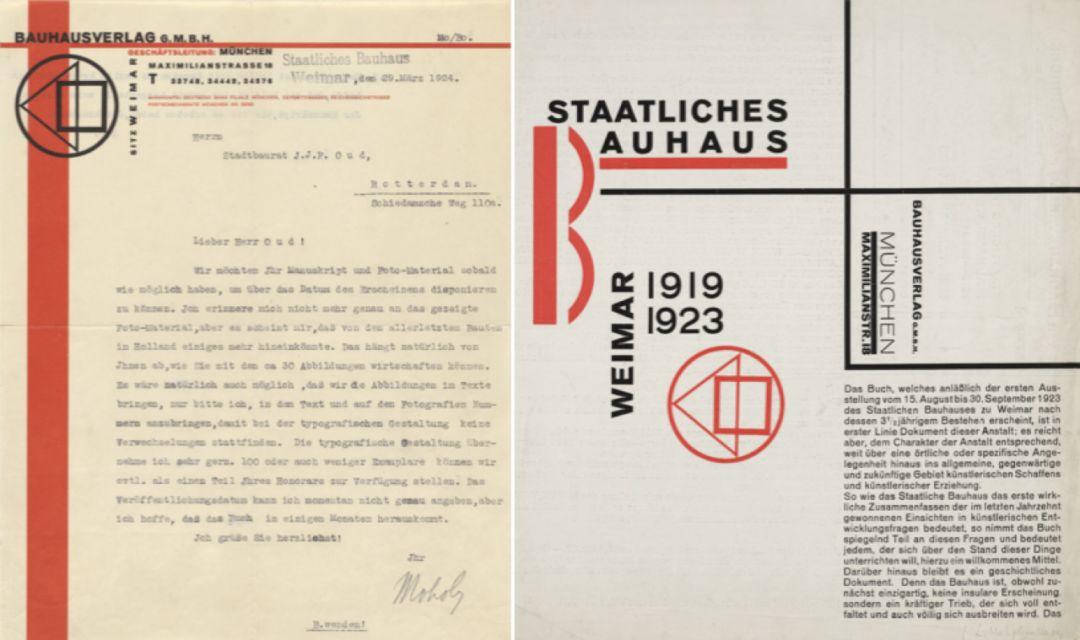 BAUHAUSVERLAG G.M.B.H.
Mo/Bo.
GESCHÄFTSLEITUNG: MÜNCHEN
MAXIMILIANSTRASSE 18
T 22748, 24442, 24576
SITZ WEIMAR
Staatliches Bauhaus
Weimar, den 29.März 1924.
Herrn
Stadtbaurat J.J.P. O u d,
R o t t e r d a m.
Schiedamsche Weg 110a.
Lieber Herr O u d !
Wir möchten Jhr Manuskript und Foto-Material sobald
wie möglich haben, um über das Datum des Erscheinens disponieren
zu können. Jch erinnere mich nicht mehr genau an das gezeigte
Foto-Material, aber es scheint mir, daß von den allerletzten Bauten
in Holland einiges mehr hineinkönnte. Das hängt natürlich von
Jhnen ab, wie Sie mit den ca 30 Abbildungen wirtschaften können.
Es wäre natürlich auch möglich , daß wir die Abbildungen im Texte
bringen, nur bitte ich, in den Text und auf den Fotografien Num-
mern anzubringen, damit bei der typografischen Gestaltung keine
Verwechselungen stattfinden. Die typografische Gestaltung über-
nehme ich sehr gern. 100 oder auch weniger Exemplare können wir
evtl. als einen Teil Jhres Honorars zur Verfügung stellen. Das
Veröffentlichungsdatum kann ich momentan nicht genau angeben, aber
ich hoffe, daß das Buch in einigen Monaten herauskommt.
Jch grüße Sie herzlichst!
Jhr
Moholy
B.wenden!
STAATLICHES
BAUHAUS
WEIMAR
1919
1923
BAUHAUSVERLAG G.M.B.H.
MÜNCHEN
MAXIMILIANSTR.18
Das Buch, welches anläßlich der ersten Aus-
stellung vom 15. August bis 30. September 1923
des Staatlichen Bauhauses zu Weimar nach
dessen 3½ jährigem Bestehen erscheint, ist in
erster Linie Dokument dieser Anstalt; es reicht
aber, dem Charakter der Anstalt entsprechend,
weit über eine örtliche oder spezifische Ange-
legenheit hinaus ins allgemeine, gegenwärtige
und zukünftige Gebiet künstlerischen Schaffens
und künstlerischer Erziehung.
So wie das Staatliche Bauhaus das erste wirk-
liche Zusammenfassen der im letzten Jahrzehnt
gewonnenen Einsichten in künstlerischen Ent-
wicklungsfragen bedeutet, so nimmt das Buch
spiegelnd Teil an diesen Fragen und bedeutet
jedem, der sich über den Stand dieser Dinge
unterrichten will, hierzu ein willkommenes Mittel.
Darüber hinaus bleibt es ein geschichtliches
Dokument. Denn das Bauhaus ist, obwohl zu-
nächst einzigartig, keine insulare Erscheinung,
sondern ein kräftiger Trieb, der sich voll ent-
faltet und auch völlig sich ausbreiten wird. Das